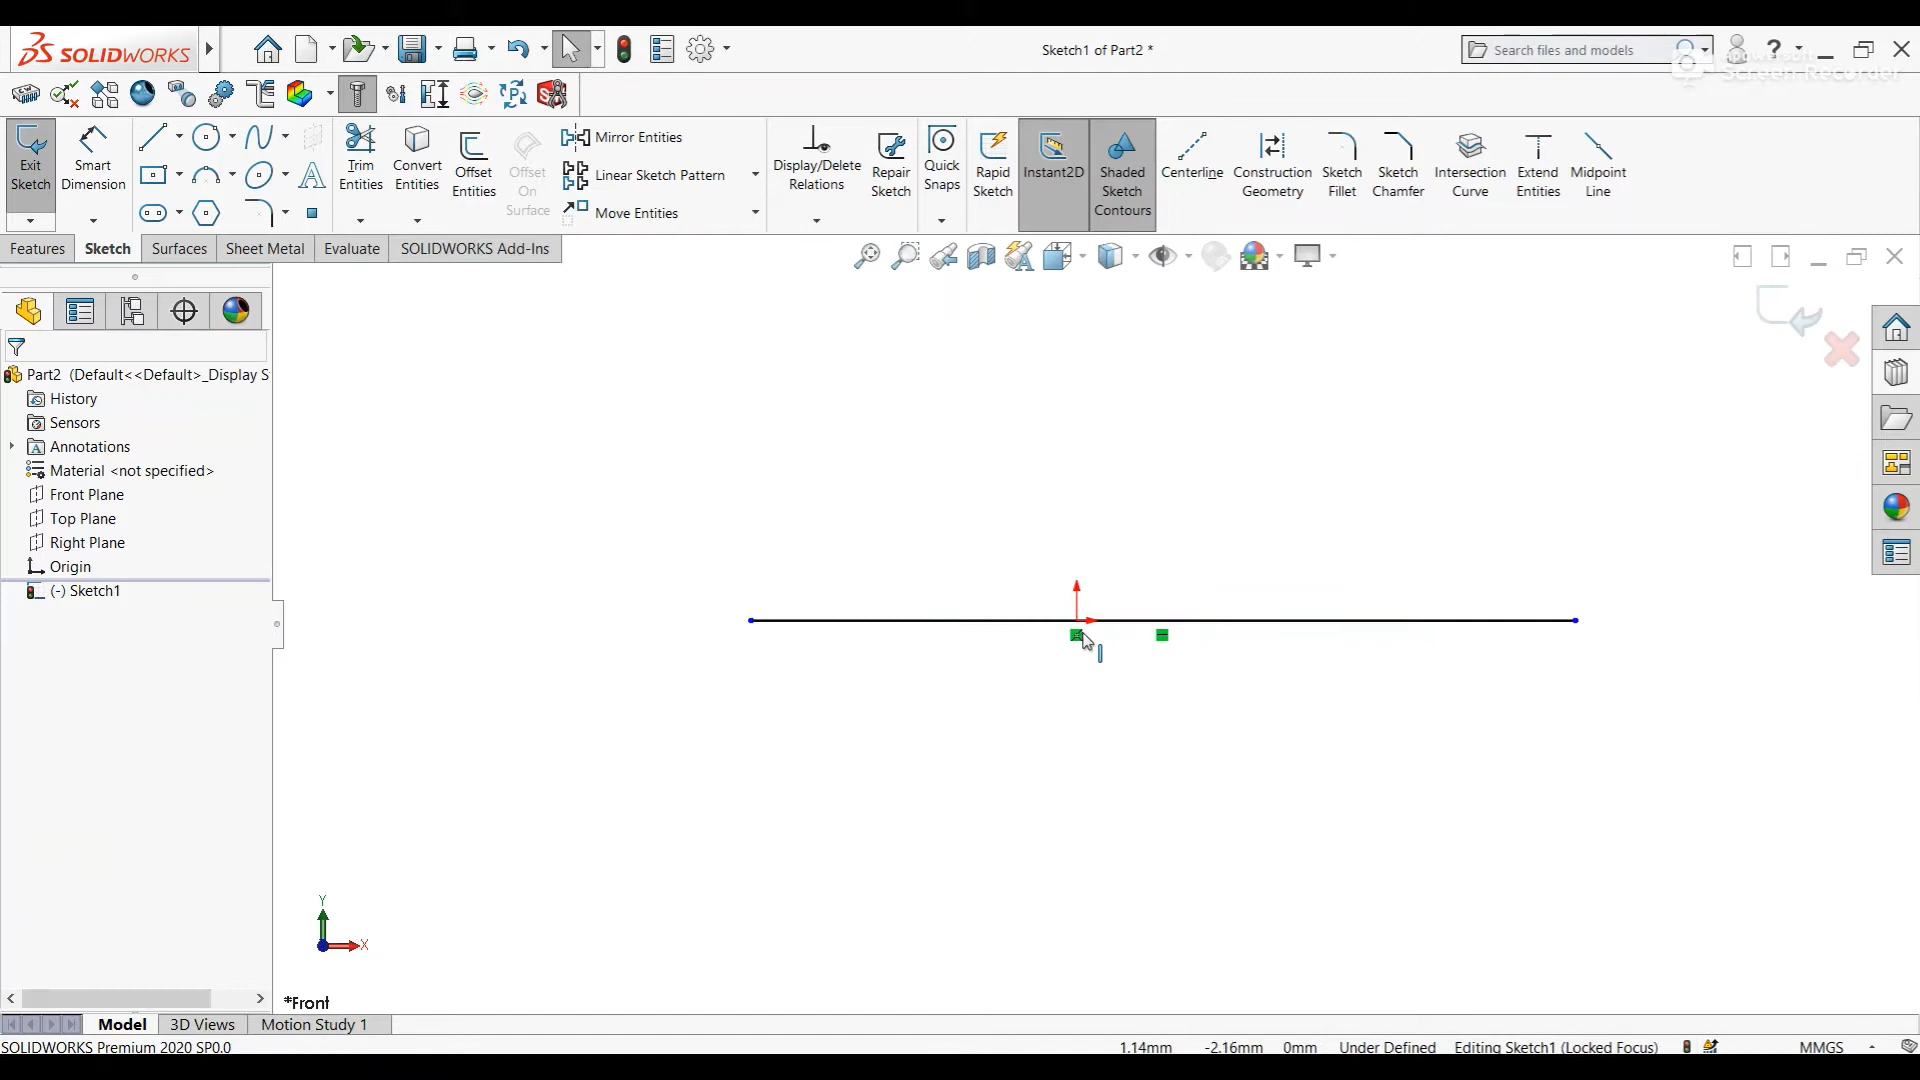 SOLIDWORKS
Sketch1 of Part2 *
Search files and models
Screen Recorder
Exit Sketch
Smart Dimension
Trim Entities
Convert Entities
Offset Entities
Offset On Surface
Mirror Entities
Linear Sketch Pattern
Move Entities
Display/Delete Relations
Repair Sketch
Quick Snaps
Rapid Sketch
Instant2D
Shaded Sketch Contours
Centerline
Construction Geometry
Sketch Fillet
Sketch Chamfer
Intersection Curve
Extend Entities
Midpoint Line
Features Sketch Surfaces Sheet Metal Evaluate SOLIDWORKS Add-Ins
Part2 (Default<<Default>_Display S
History
Sensors
Annotations
Material <not specified>
Front Plane
Top Plane
Right Plane
Origin
(-) Sketch1
Y
X
*Front
Model 3D Views Motion Study 1
SOLIDWORKS Premium 2020 SP0.0 1.14mm -2.16mm 0mm Under Defined Editing Sketch1 (Locked Focus) MMGS